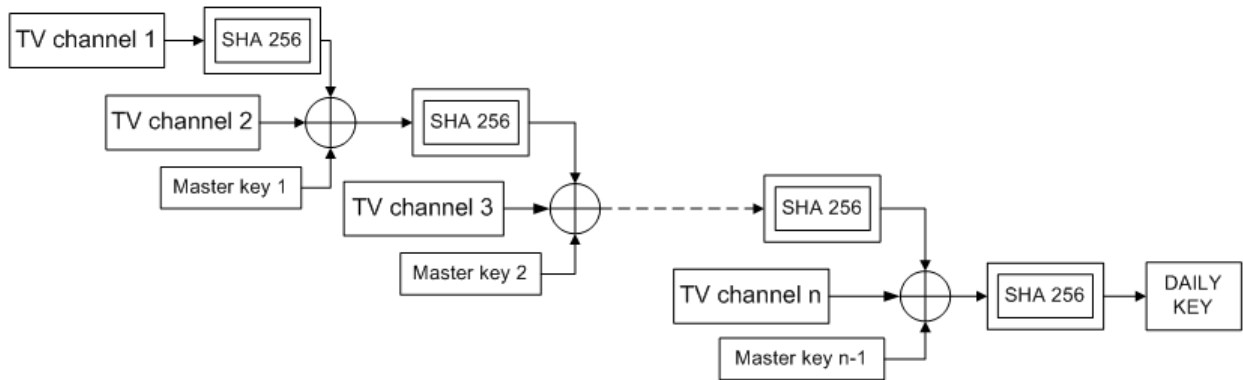 TV channel 1
SHA 256
TV channel 2
SHA 256
Master key 1
TV channel 3
SHA 256
Master key 2
TV channel n
SHA 256
DAILY
KEY
Master key n-1